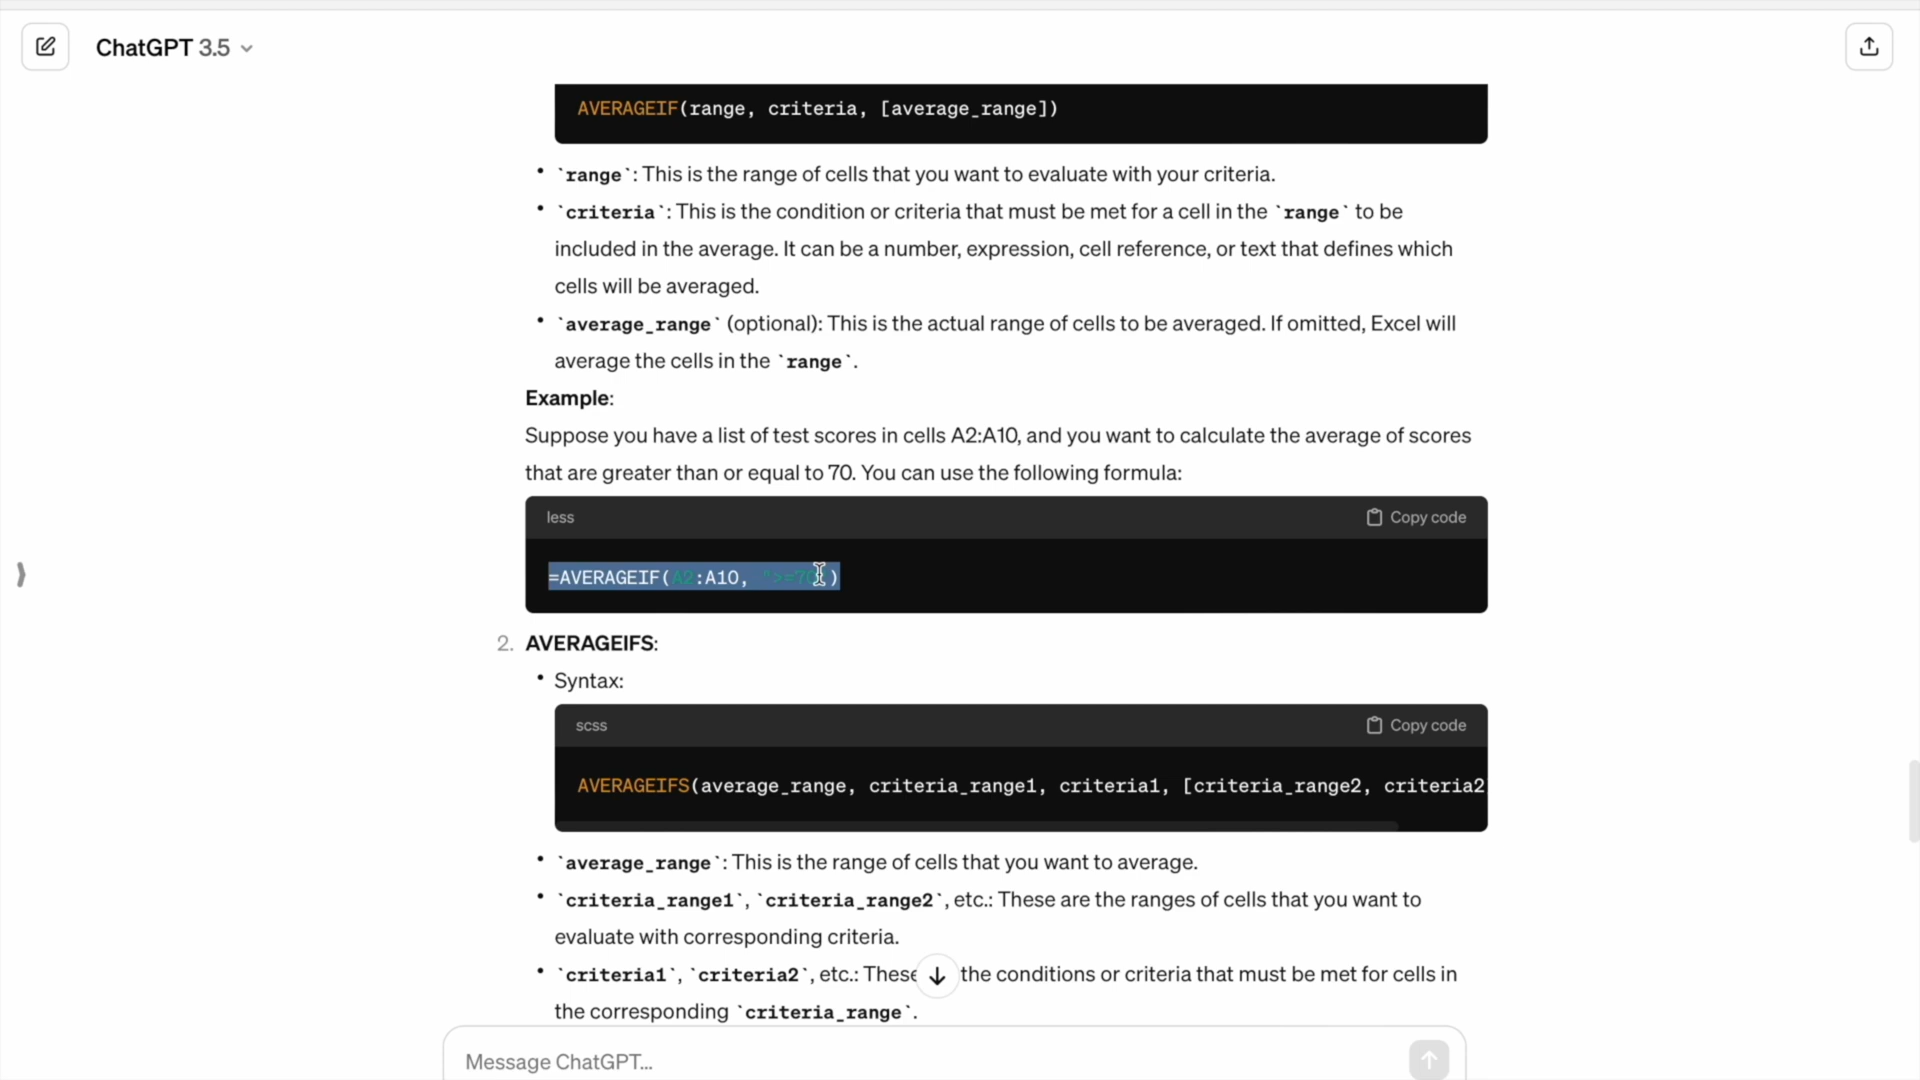 ChatGPT 3.5
AVERAGEIF(range, criteria, [average_range])
• `range`: This is the range of cells that you want to evaluate with your criteria.
• `criteria`: This is the condition or criteria that must be met for a cell in the `range` to be
included in the average. It can be a number, expression, cell reference, or text that defines which
cells will be averaged.
• `average_range` (optional): This is the actual range of cells to be averaged. If omitted, Excel will
average the cells in the `range`.
Example:
Suppose you have a list of test scores in cells A2:A10, and you want to calculate the average of scores
that are greater than or equal to 70. You can use the following formula:
less Copy code
=AVERAGEIF(A2:A10, ">=70")
2. AVERAGEIFS:
• Syntax:
scss Copy code
AVERAGEIFS(average_range, criteria_range1, criteria1, [criteria_range2, criteria2
• `average_range`: This is the range of cells that you want to average.
• `criteria_range1`, `criteria_range2`, etc.: These are the ranges of cells that you want to
evaluate with corresponding criteria.
• `criteria1`, `criteria2`, etc.: These the conditions or criteria that must be met for cells in
the corresponding `criteria_range`.
Message ChatGPT...